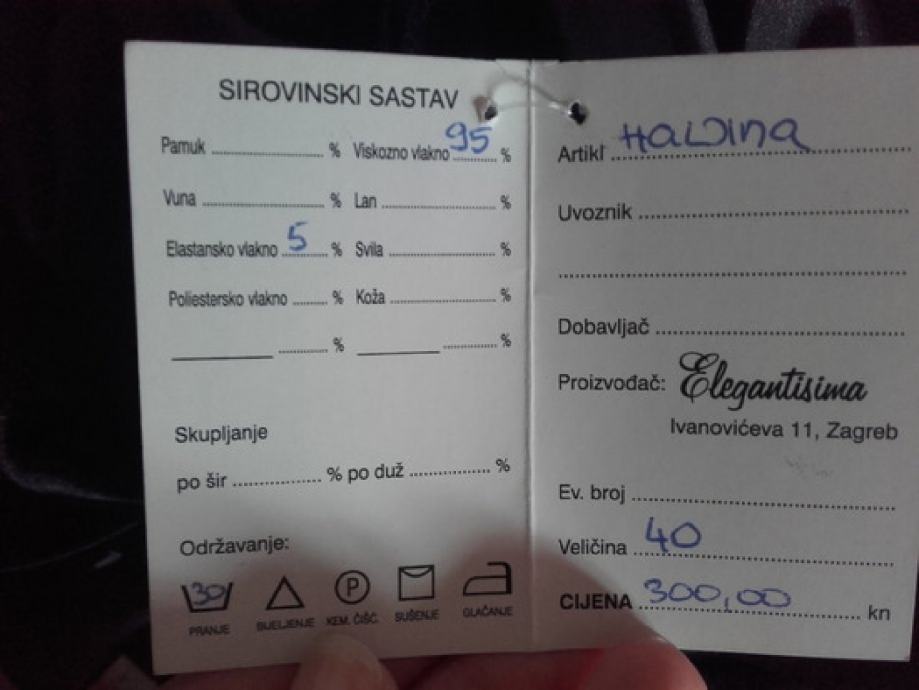 SIROVINSKI SASTAV
Pamuk ........................ % Viskozno vlakno 95 %
Vuna ........................ % Lan ........................ %
Elastansko vlakno 5 % Svila ........................ %
Poliestersko vlakno ....... % Koža ........................ %
____________ ........... % __________ ........... %
Skupljanje
po šir ................ % po duž ............... %
Održavanje:
30 P
PRANJE BIJELJENJE KEM. ČIŠĆ. SUŠENJE GLAČANJE
Artikl HALJINA
Uvoznik ........................................
........................................
Dobavljač ........................................
Proizvođač: Elegantisima
Ivanovićeva 11, Zagreb
Ev. broj ........................................
Veličina 40
CIJENA 300,00 kn